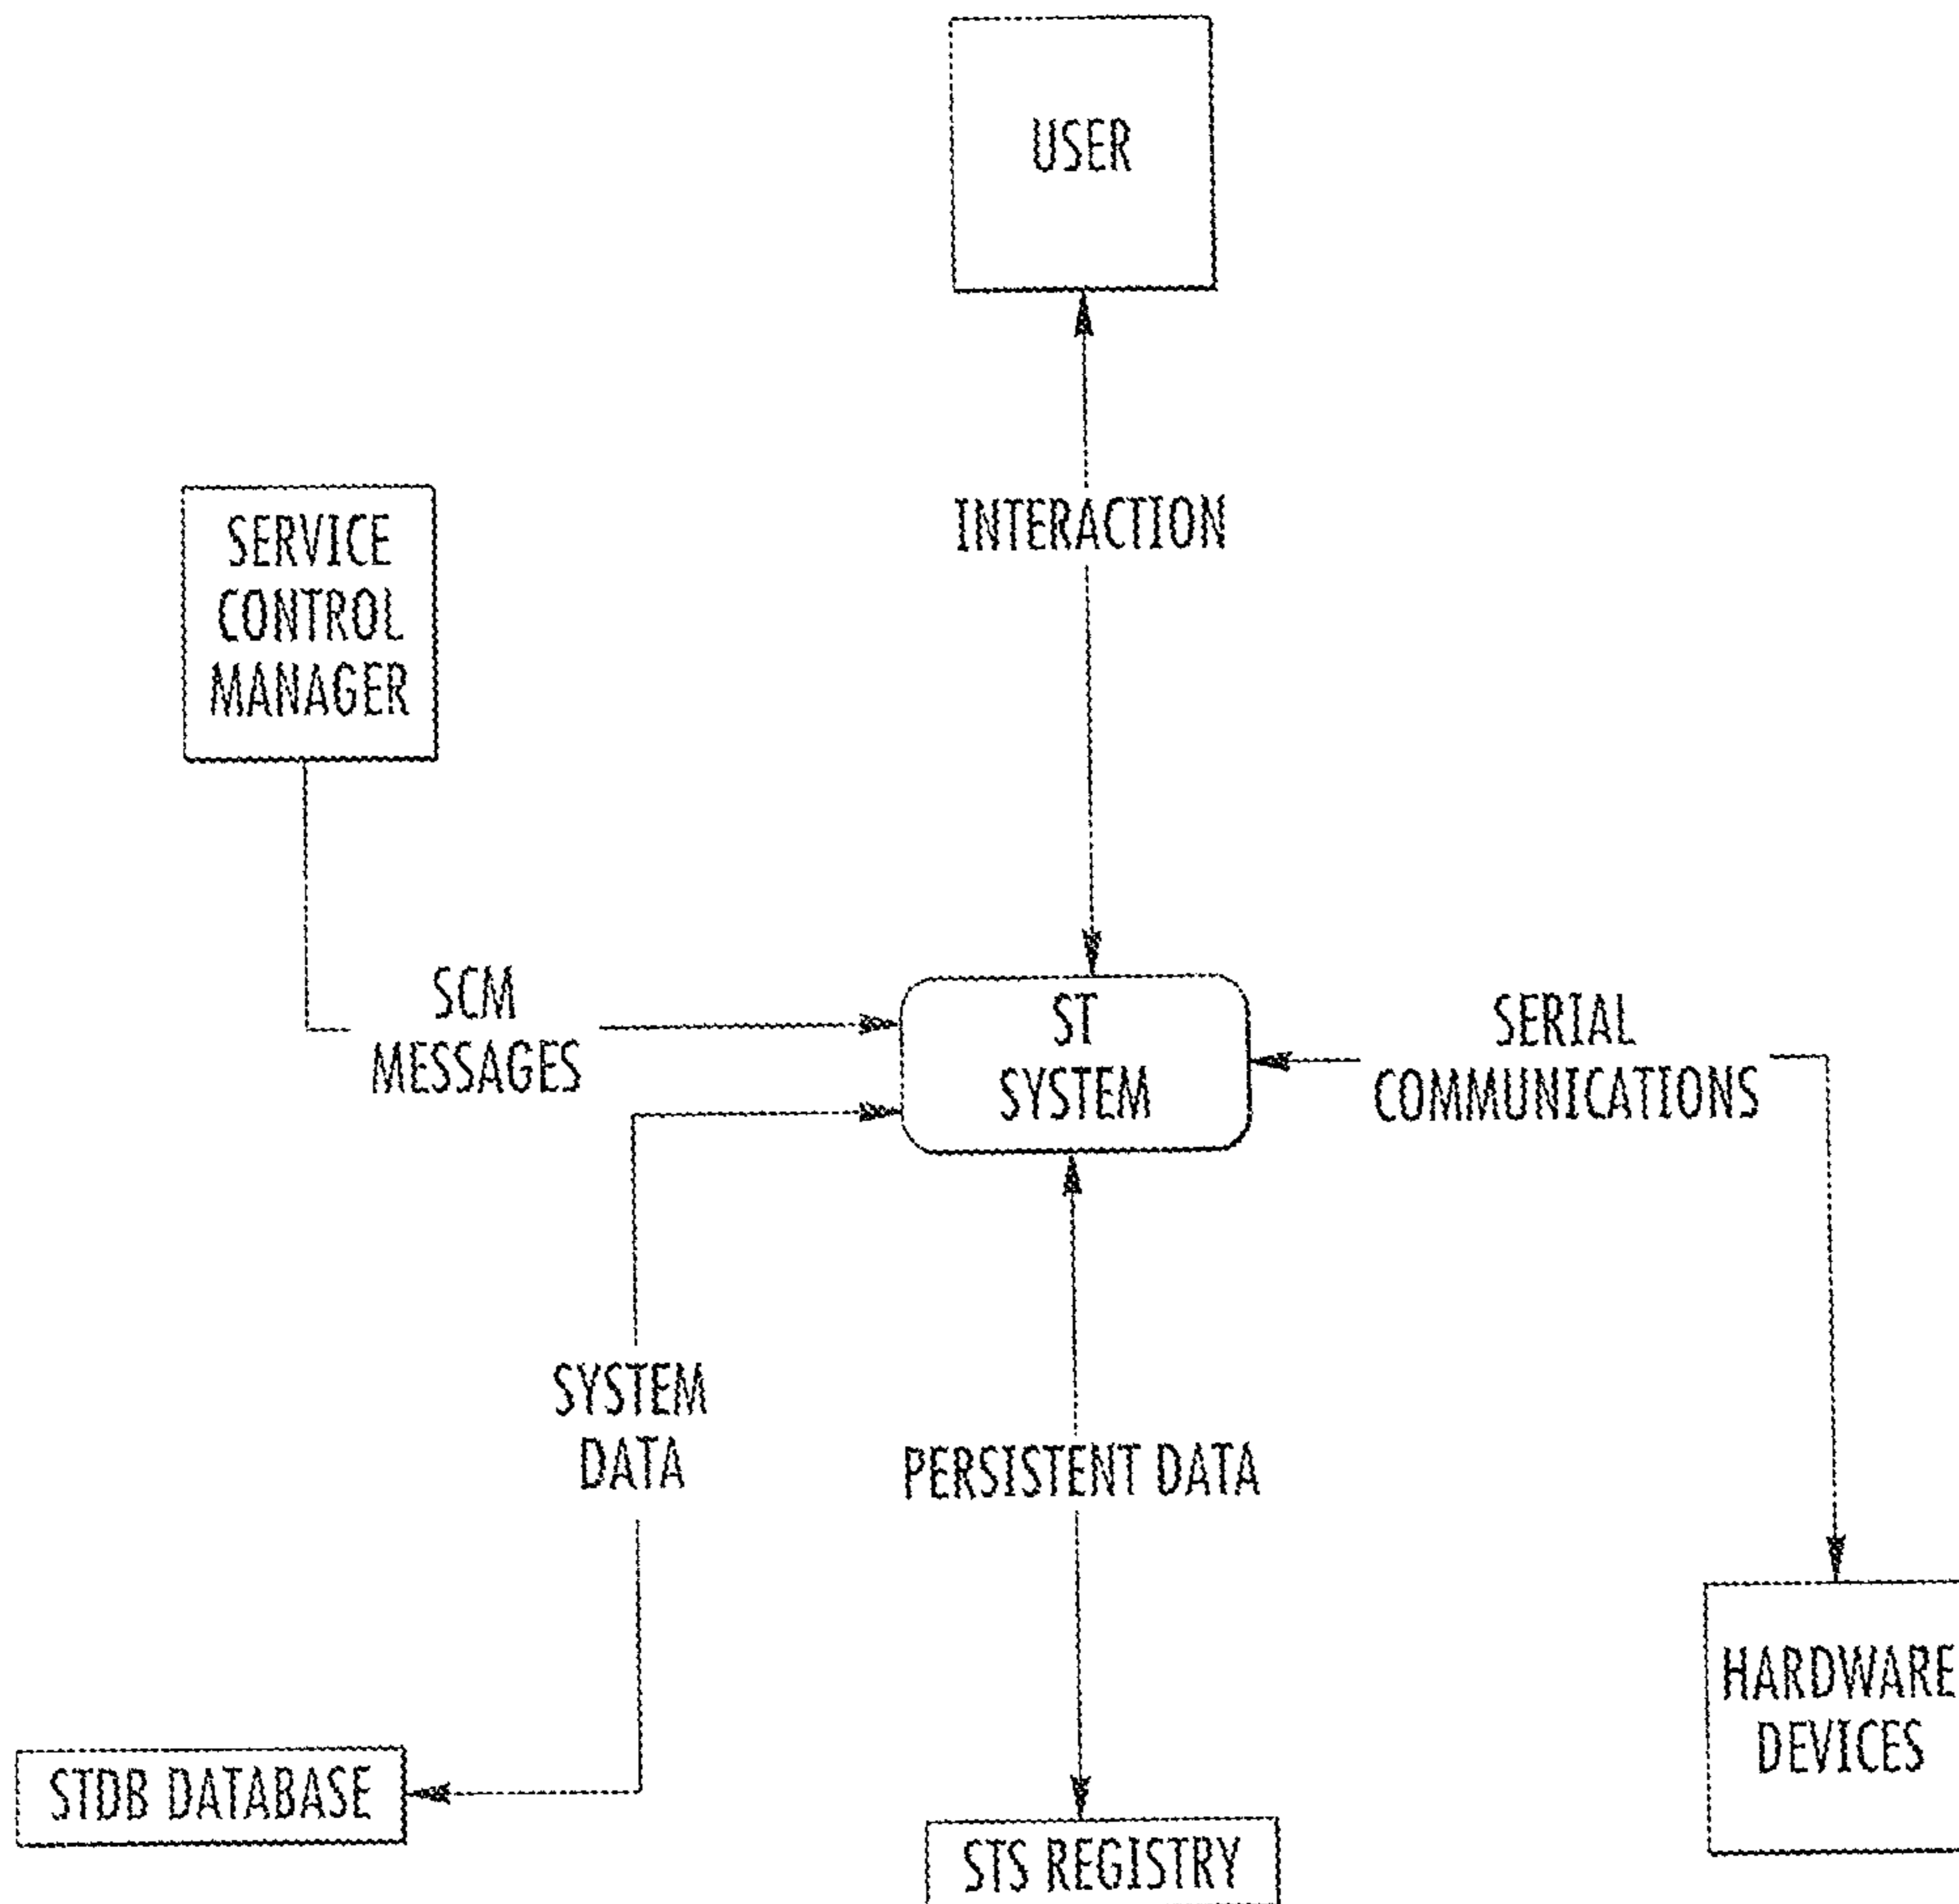 USER
INTERACTION
SERVICE
CONTROL
MANAGER
SCM
MESSAGES
ST
SYSTEM
SERIAL
COMMUNICATIONS
SYSTEM
DATA
PERSISTENT DATA
HARDWARE
DEVICES
STDB DATABASE
STS REGISTRY